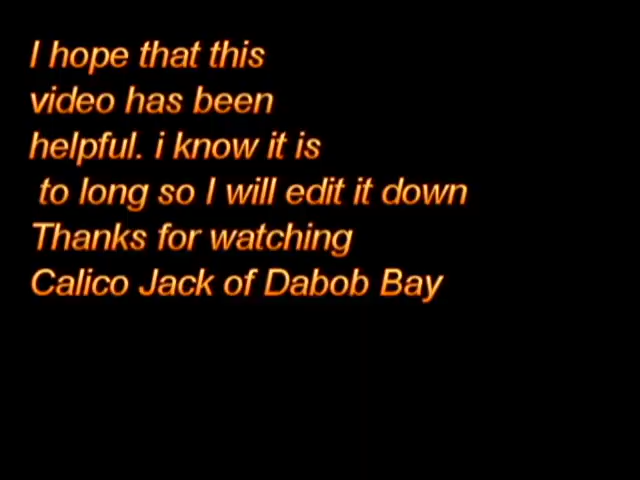 I hope that this
video has been
helpful. i know it is
to long so I will edit it down
Thanks for watching
Calico Jack of Dabob Bay